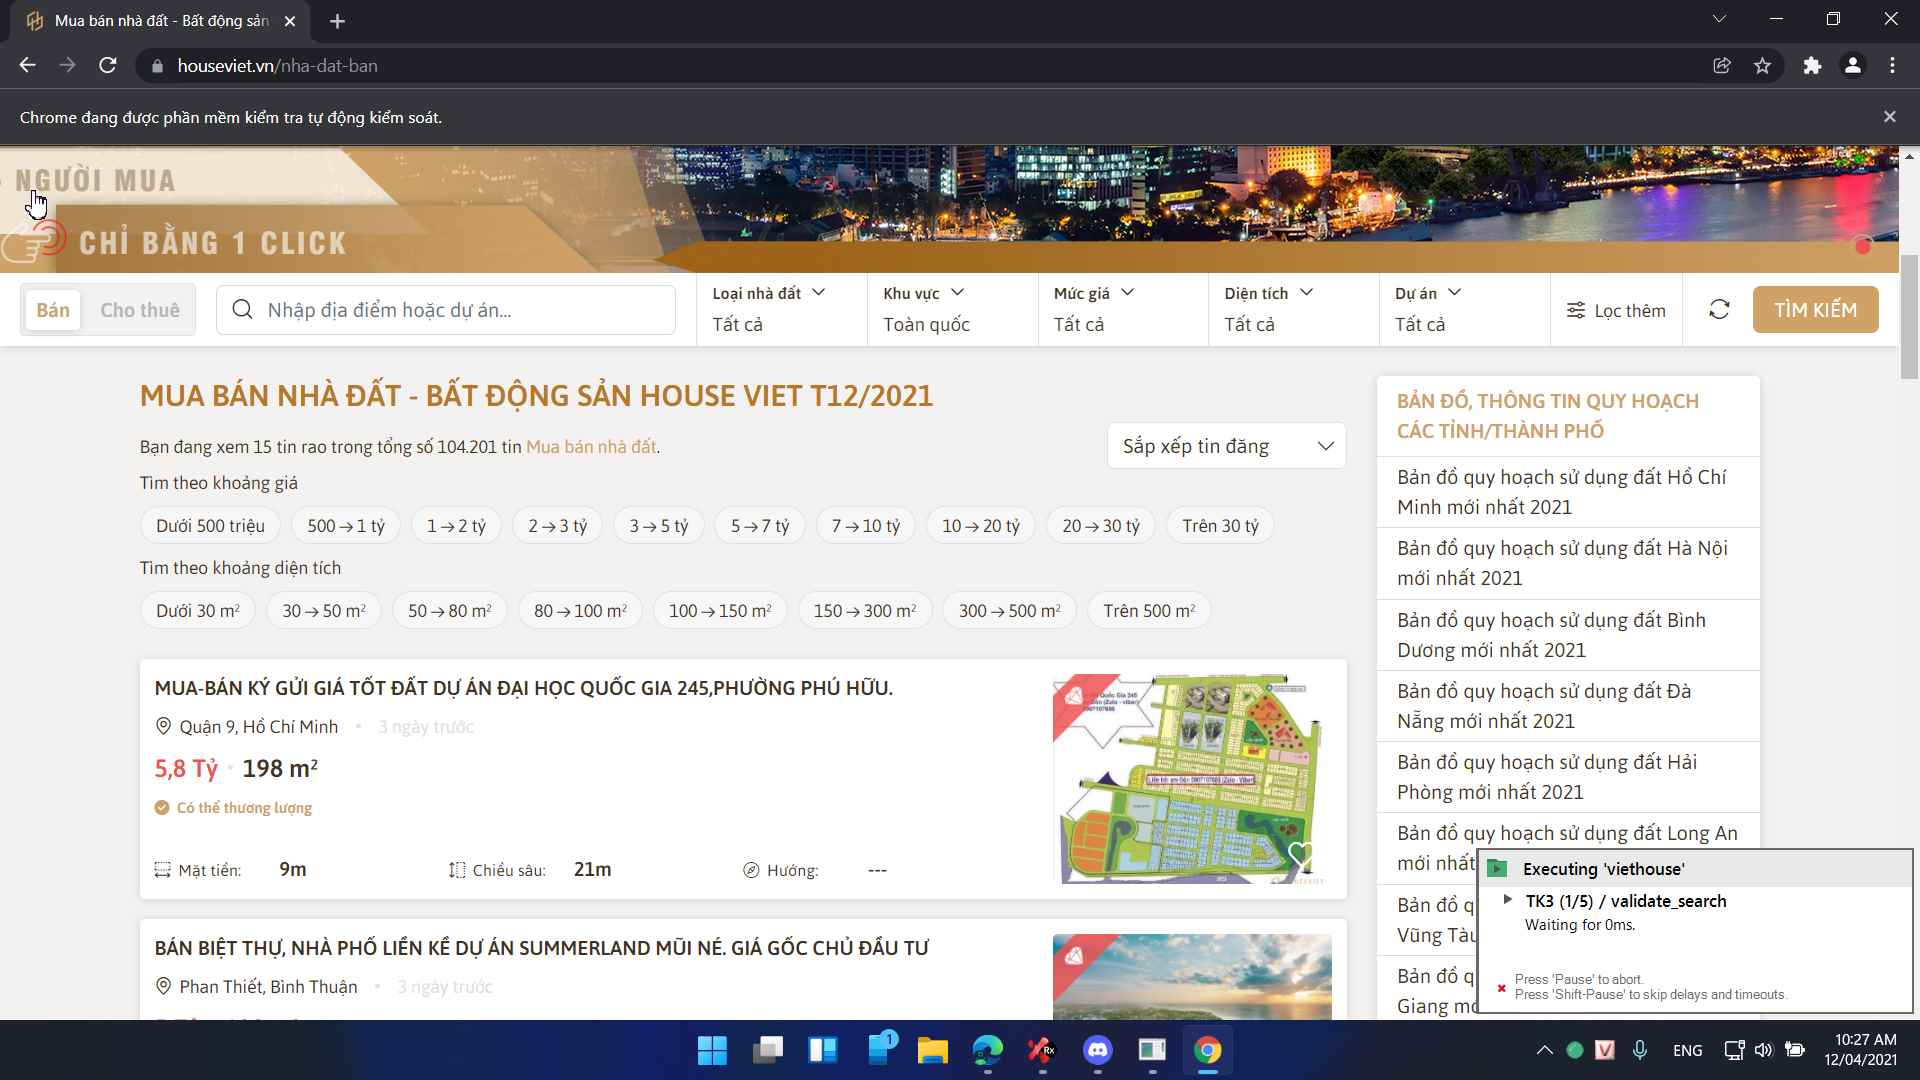 Mua bán nhà đất - Bất động sản
houseviet.vn/nha-dat-ban
Chrome đang được phần mềm kiểm tra tự động kiểm soát.
NGƯỜI MUA
CHỈ BẰNG 1 CLICK
Bán
Cho thuê
Nhập địa điểm hoặc dự án...
Loại nhà đất
Tất cả
Khu vực
Toàn quốc
Mức giá
Tất cả
Diện tích
Tất cả
Dự án
Tất cả
Lọc thêm
TÌM KIẾM
MUA BÁN NHÀ ĐẤT - BẤT ĐỘNG SẢN HOUSE VIET T12/2021
Bạn đang xem 15 tin rao trong tổng số 104.201 tin Mua bán nhà đất.
Sắp xếp tin đăng
Tìm theo khoảng giá
Dưới 500 triệu
500 → 1 tỷ
1 → 2 tỷ
2 → 3 tỷ
3 → 5 tỷ
5 → 7 tỷ
7 → 10 tỷ
10 → 20 tỷ
20 → 30 tỷ
Trên 30 tỷ
Tìm theo khoảng diện tích
Dưới 30 m²
30 → 50 m²
50 → 80 m²
80 → 100 m²
100 → 150 m²
150 → 300 m²
300 → 500 m²
Trên 500 m²
MUA-BÁN KÝ GỬI GIÁ TỐT ĐẤT DỰ ÁN ĐẠI HỌC QUỐC GIA 245,PHƯỜNG PHÚ HỮU.
Quận 9, Hồ Chí Minh • 3 ngày trước
5,8 Tỷ • 198 m²
Có thể thương lượng
Mặt tiền: 9m
Chiều sâu: 21m
Hướng: ---
BÁN BIỆT THỰ, NHÀ PHỐ LIỀN KỀ DỰ ÁN SUMMERLAND MŨI NÉ. GIÁ GỐC CHỦ ĐẦU TƯ
Phan Thiết, Bình Thuận • 3 ngày trước
BẢN ĐỒ, THÔNG TIN QUY HOẠCH
CÁC TỈNH/THÀNH PHỐ
Bản đồ quy hoạch sử dụng đất Hồ Chí
Minh mới nhất 2021
Bản đồ quy hoạch sử dụng đất Hà Nội
mới nhất 2021
Bản đồ quy hoạch sử dụng đất Bình
Dương mới nhất 2021
Bản đồ quy hoạch sử dụng đất Đà
Nẵng mới nhất 2021
Bản đồ quy hoạch sử dụng đất Hải
Phòng mới nhất 2021
Bản đồ quy hoạch sử dụng đất Long An
mới nhất
Bản đồ q
Vũng Tàu
Bản đồ q
Giang mớ
Executing 'viethouse'
TK3 (1/5) / validate_search
Waiting for 0ms.
Press 'Pause' to abort.
Press 'Shift-Pause' to skip delays and timeouts.
1
ENG
10:27 AM
12/04/2021